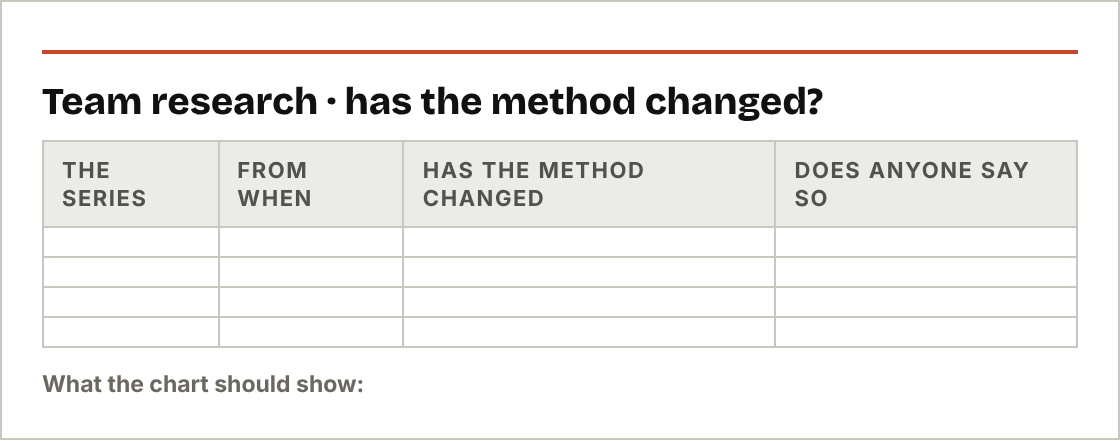 Team research · has the method changed?
THE
SERIES
FROM
WHEN
HAS THE METHOD
CHANGED
DOES ANYONE SAY
SO
What the chart should show: